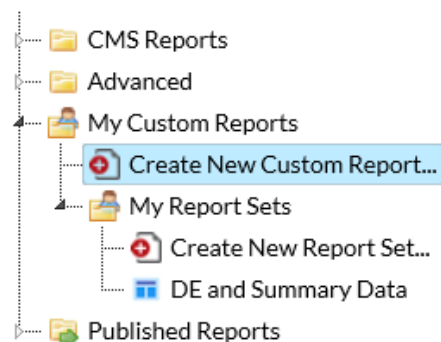 CMS Reports
Advanced
My Custom Reports
Create New Custom Report...
My Report Sets
Create New Report Set...
DE and Summary Data
Published Reports